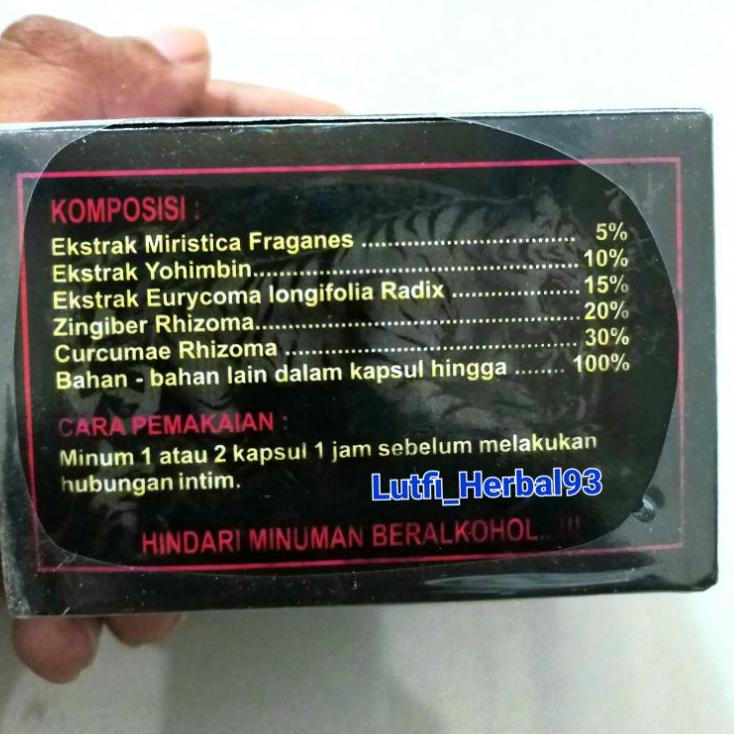 KOMPOSISI :
Ekstrak Miristica Fraganes ................................ 5%
Ekstrak Yohimbin................................................ 10%
Ekstrak Eurycoma longifolia Radix .................. 15%
Zingiber Rhizoma............................................... 20%
Curcumae Rhizoma ........................................... 30%
Bahan - bahan lain dalam kapsul hingga ........ 100%
CARA PEMAKAIAN :
Minum 1 atau 2 kapsul 1 jam sebelum melakukan
hubungan intim.
Lutfi_Herbal93
HINDARI MINUMAN BERALKOHOL...!!!